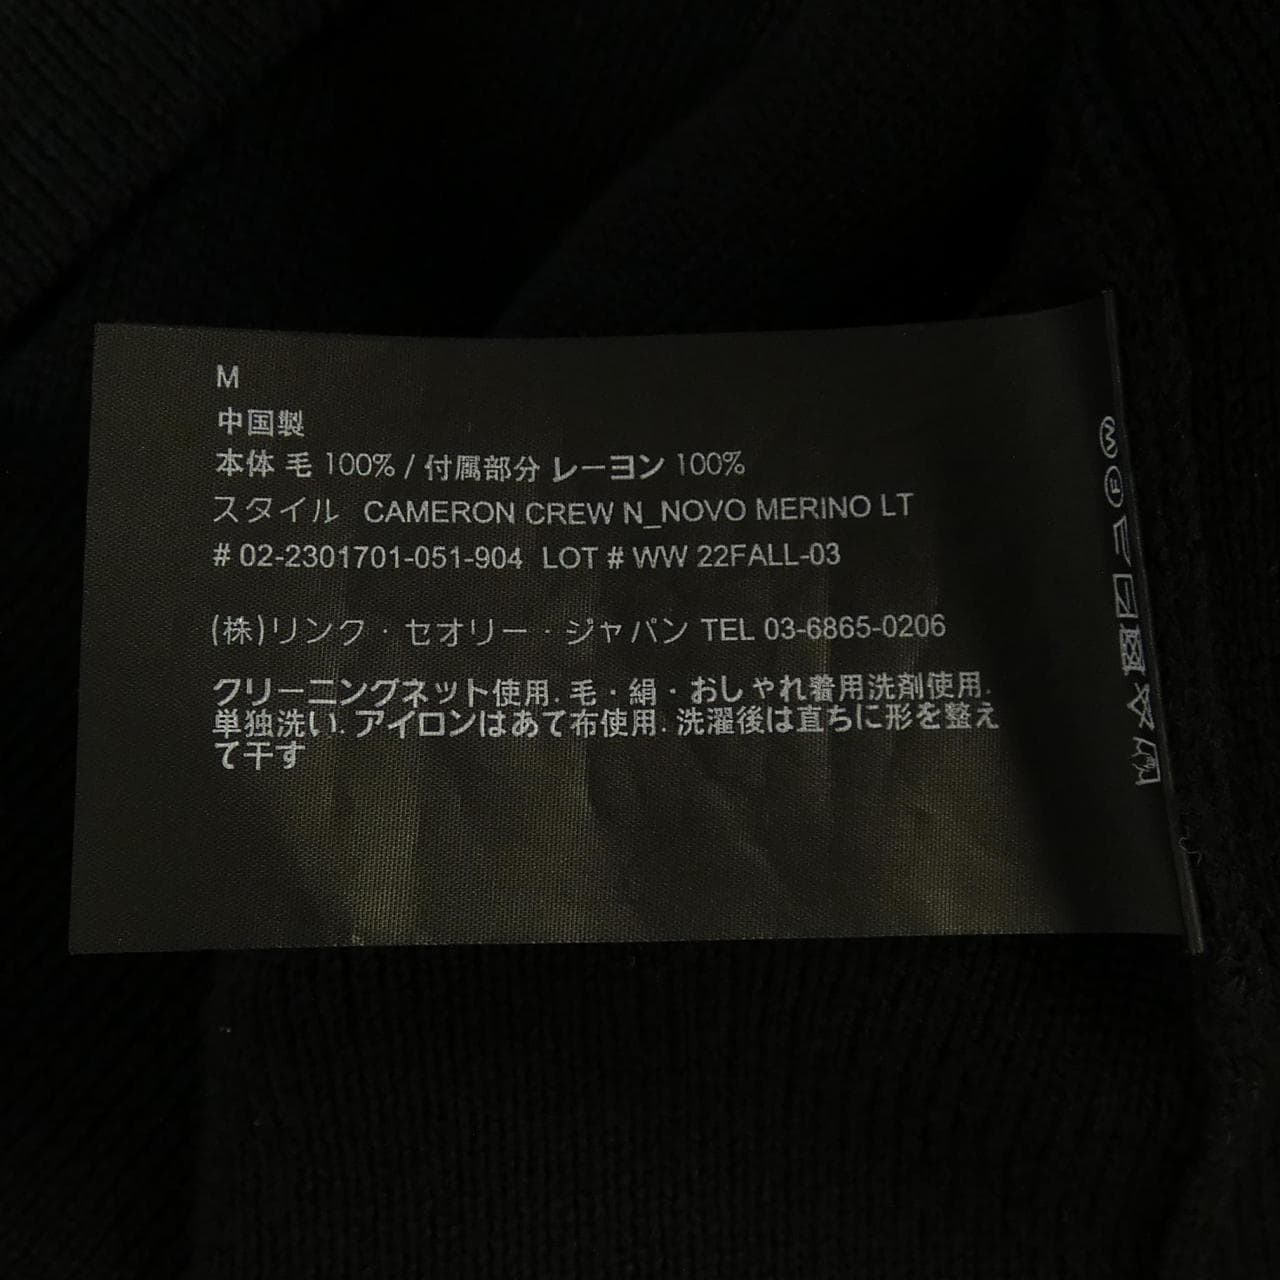 M
中国製
本体 毛 100% / 付属部分 レーヨン 100%
スタイル CAMERON CREW N_NOVO MERINO LT
# 02-2301701-051-904 LOT # WW 22FALL-03
(株)リンク・セオリー・ジャパン TEL 03-6865-0206
クリーニングネット使用. 毛・絹・おしゃれ着用洗剤使用.
単独洗い. アイロンはあて布使用. 洗濯後は直ちに形を整え
て干す
W
F